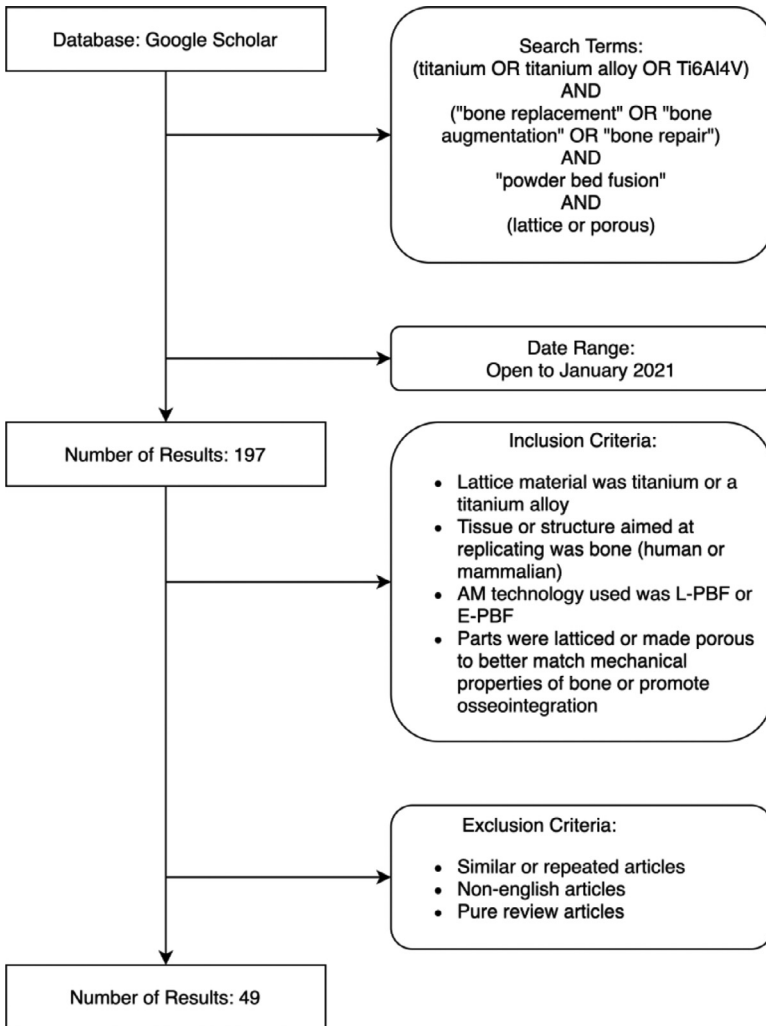 Database: Google Scholar
Search Terms:
(titanium OR titanium alloy OR Ti6Al4V)
AND
("bone replacement" OR "bone
augmentation" OR "bone repair")
AND
"powder bed fusion"
AND
(lattice or porous)
Date Range:
Open to January 2021
Number of Results: 197
Inclusion Criteria:
• Lattice material was titanium or a
titanium alloy
• Tissue or structure aimed at
replicating was bone (human or
mammalian)
• AM technology used was L-PBF or
E-PBF
• Parts were latticed or made porous
to better match mechanical
properties of bone or promote
osseointegration
Exclusion Criteria:
• Similar or repeated articles
• Non-english articles
• Pure review articles
Number of Results: 49